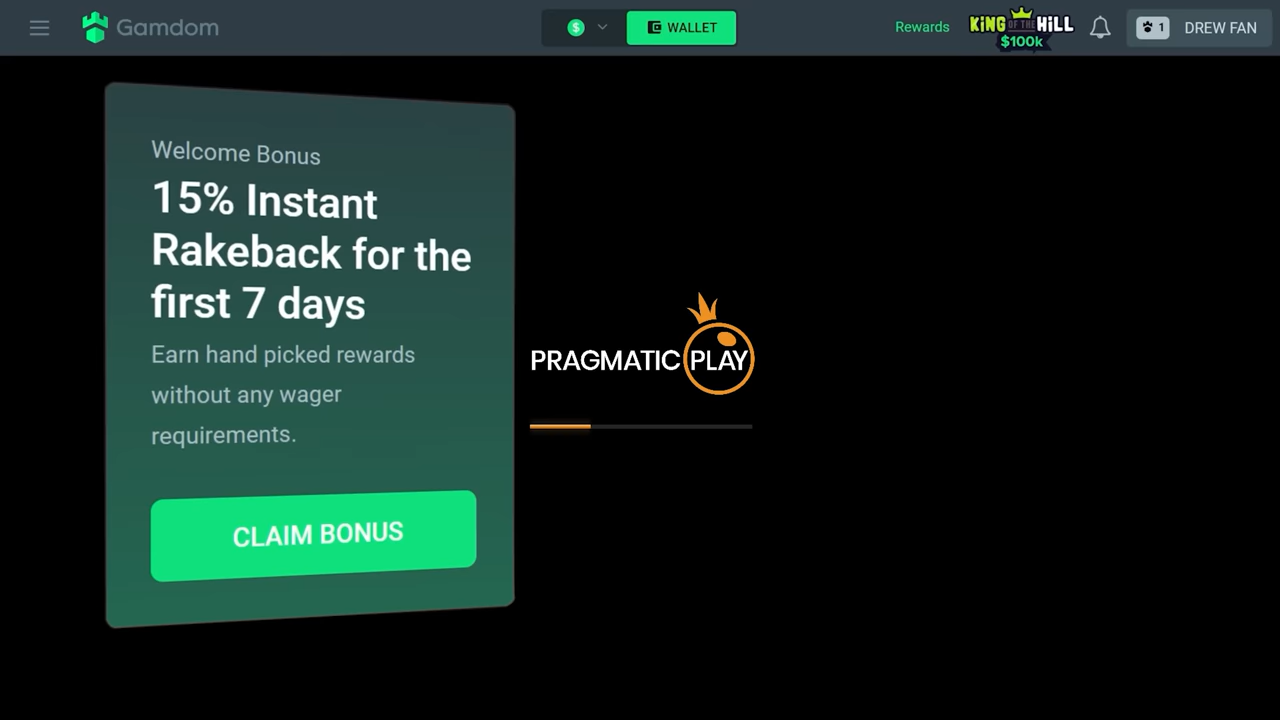 Gamdom
$
WALLET
Rewards
KING OF THE HILL
$100k
1
DREW FAN
Welcome Bonus
15% Instant
Rakeback for the
first 7 days
Earn hand picked rewards
without any wager
requirements.
CLAIM BONUS
PRAGMATIC PLAY